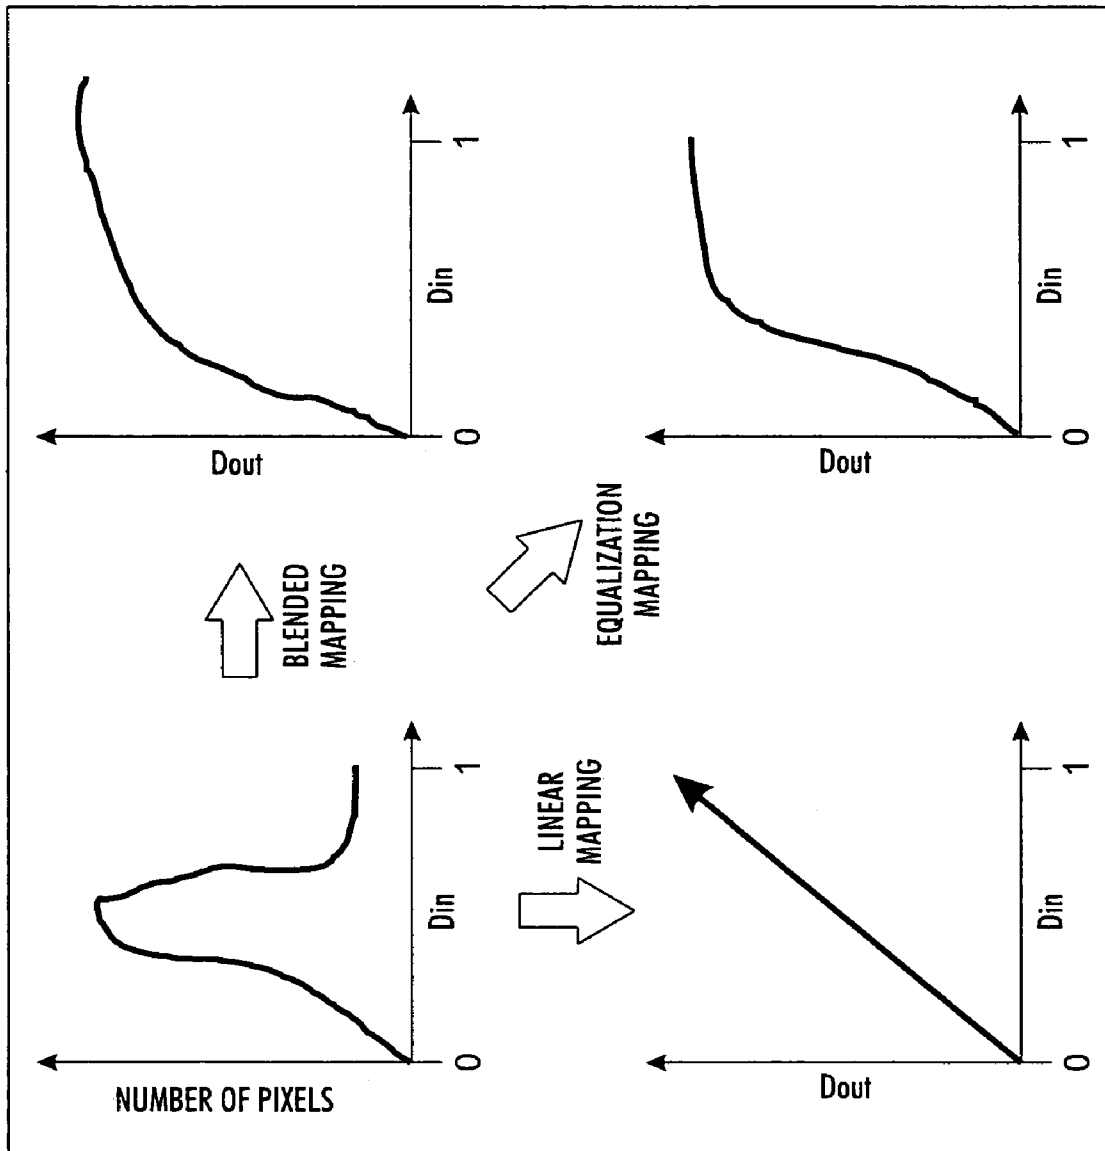 NUMBER OF PIXELS
0
Din
1
BLENDED
MAPPING
Dout
0
Din
1
LINEAR
MAPPING
EQUALIZATION
MAPPING
Dout
0
Din
1
Dout
0
Din
1